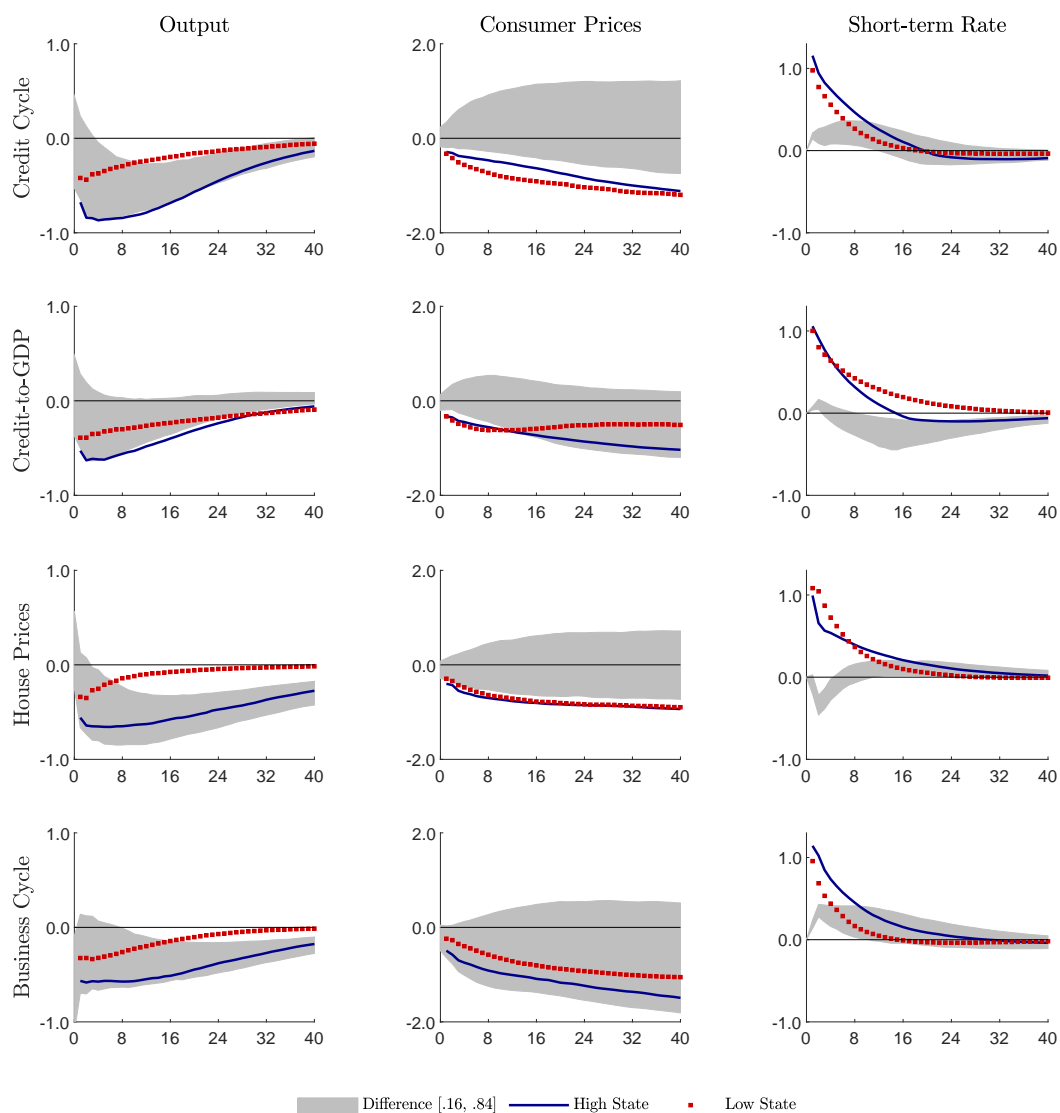 Output Consumer Prices Short-term Rate
Credit Cycle
1.0 0.0 -1.0 0 8 16 24 32 40
2.0 0.0 -2.0 0 8 16 24 32 40
1.0 0.0 -1.0 0 8 16 24 32 40
Credit-to-GDP
1.0 0.0 -1.0 0 8 16 24 32 40
2.0 0.0 -2.0 0 8 16 24 32 40
1.0 0.0 -1.0 0 8 16 24 32 40
House Prices
1.0 0.0 -1.0 0 8 16 24 32 40
2.0 0.0 -2.0 0 8 16 24 32 40
1.0 0.0 -1.0 0 8 16 24 32 40
Business Cycle
1.0 0.0 -1.0 0 8 16 24 32 40
2.0 0.0 -2.0 0 8 16 24 32 40
1.0 0.0 -1.0 0 8 16 24 32 40
Difference [.16, .84] High State Low State